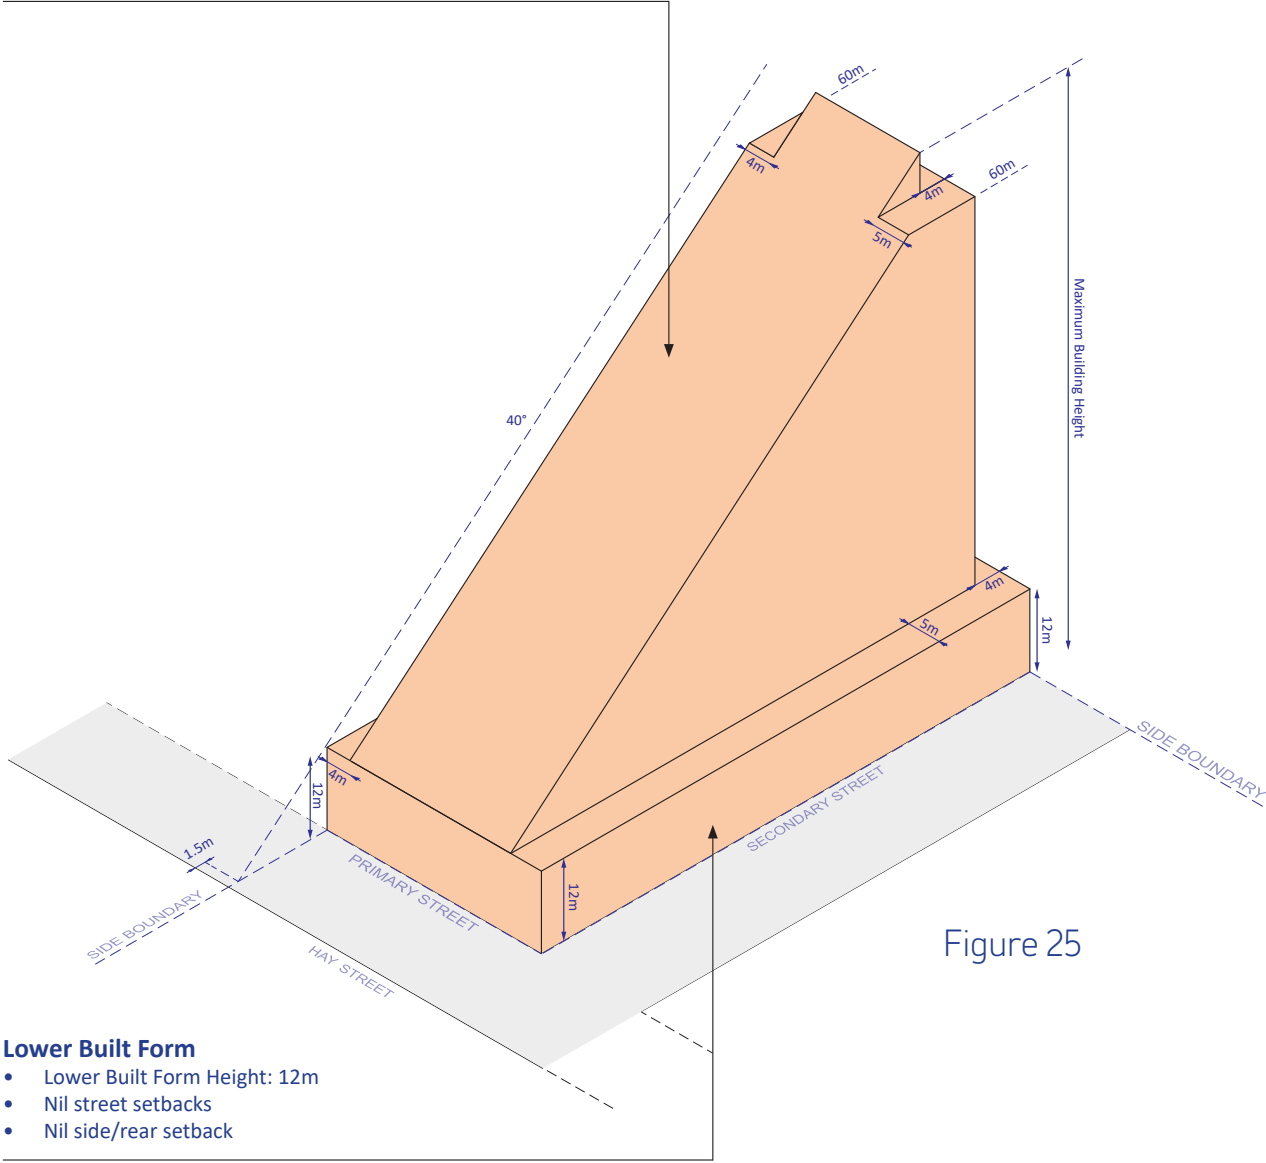 60m
4m
60m
4m
5m
Maximum Building Height
40°
4m
5m
12m
4m
12m
SIDE BOUNDARY
SECONDARY STREET
1.5m
PRIMARY STREET
12m
SIDE BOUNDARY
HAY STREET
Figure 25
Lower Built Form
• Lower Built Form Height: 12m
• Nil street setbacks
• Nil side/rear setback